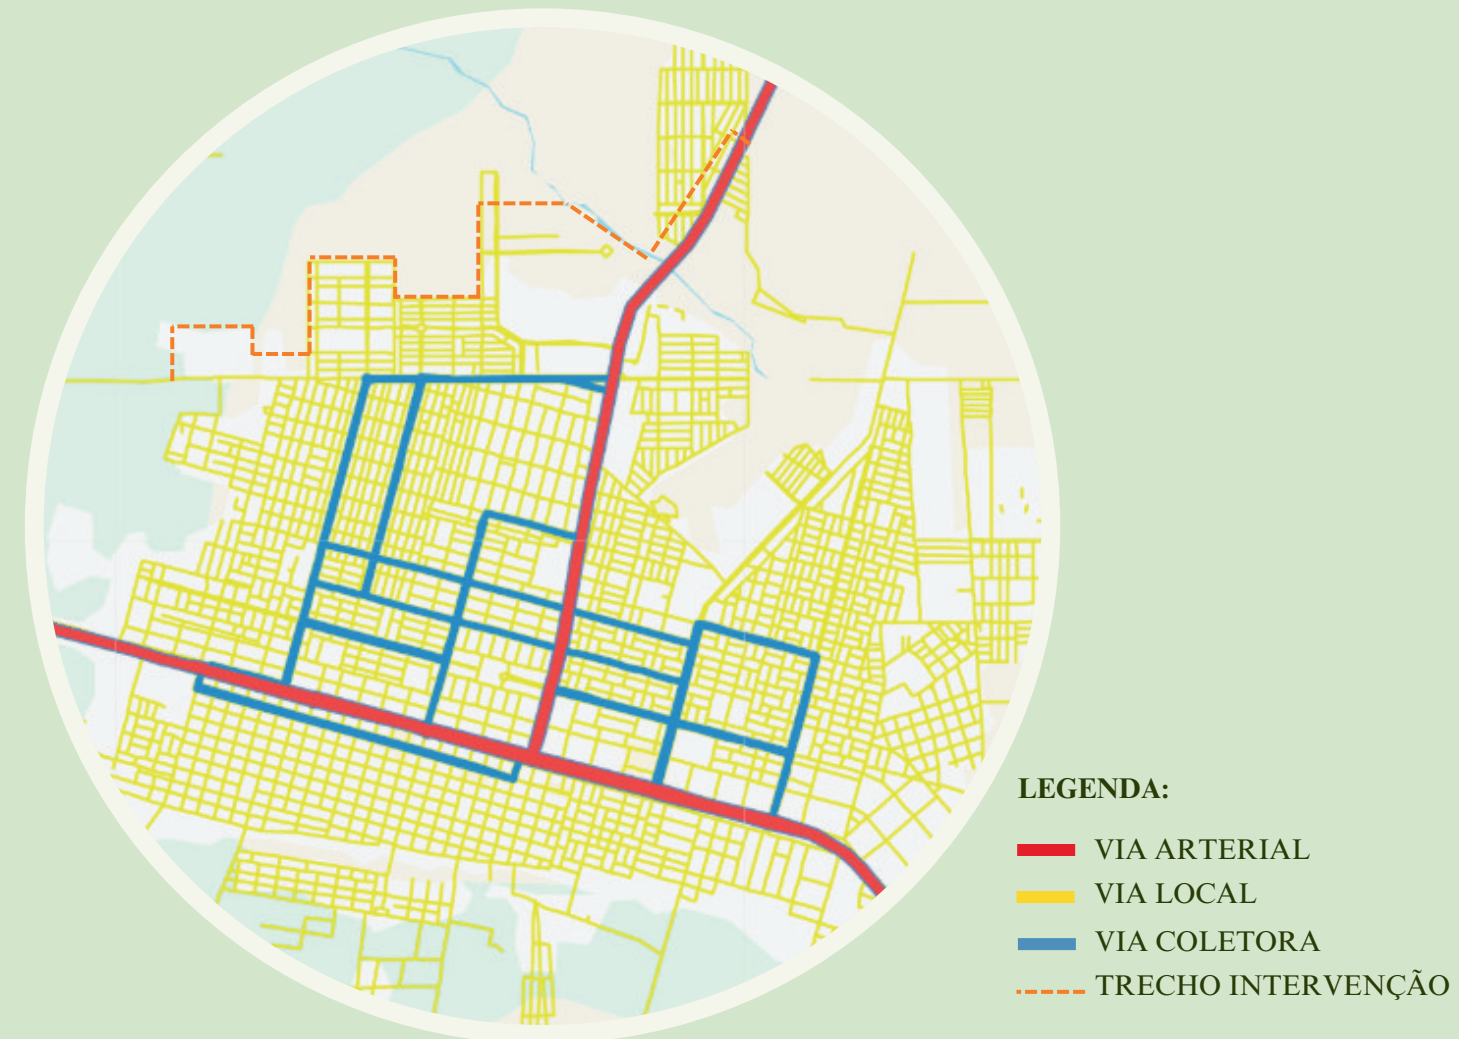 LEGENDA:
VIA ARTERIAL
VIA LOCAL
VIA COLETORA
TRECHO INTERVENÇÃO